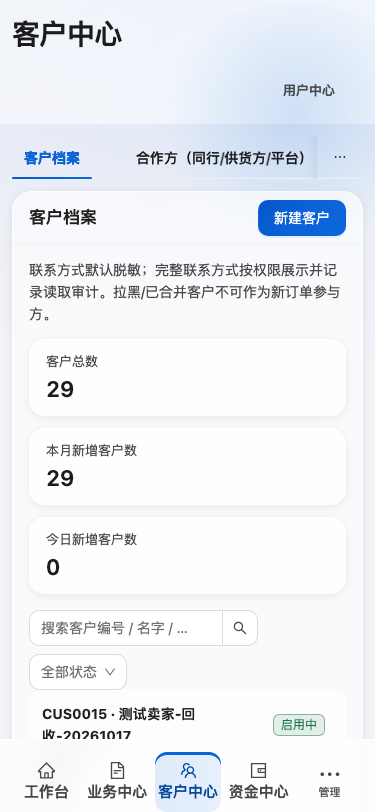 客户中心
用户中心
客户档案
合作方（同行/供货方/平台）
···
客户档案
新建客户
联系方式默认脱敏；完整联系方式按权限展示并记
录读取审计。拉黑/已合并客户不可作为新订单参与
方。
客户总数
29
本月新增客户数
29
今日新增客户数
0
搜索客户编号 / 名字 / ...
全部状态
CUS0015 · 测试卖家-回
收-20261017
启用中
工作台
业务中心
客户中心
资金中心
管理